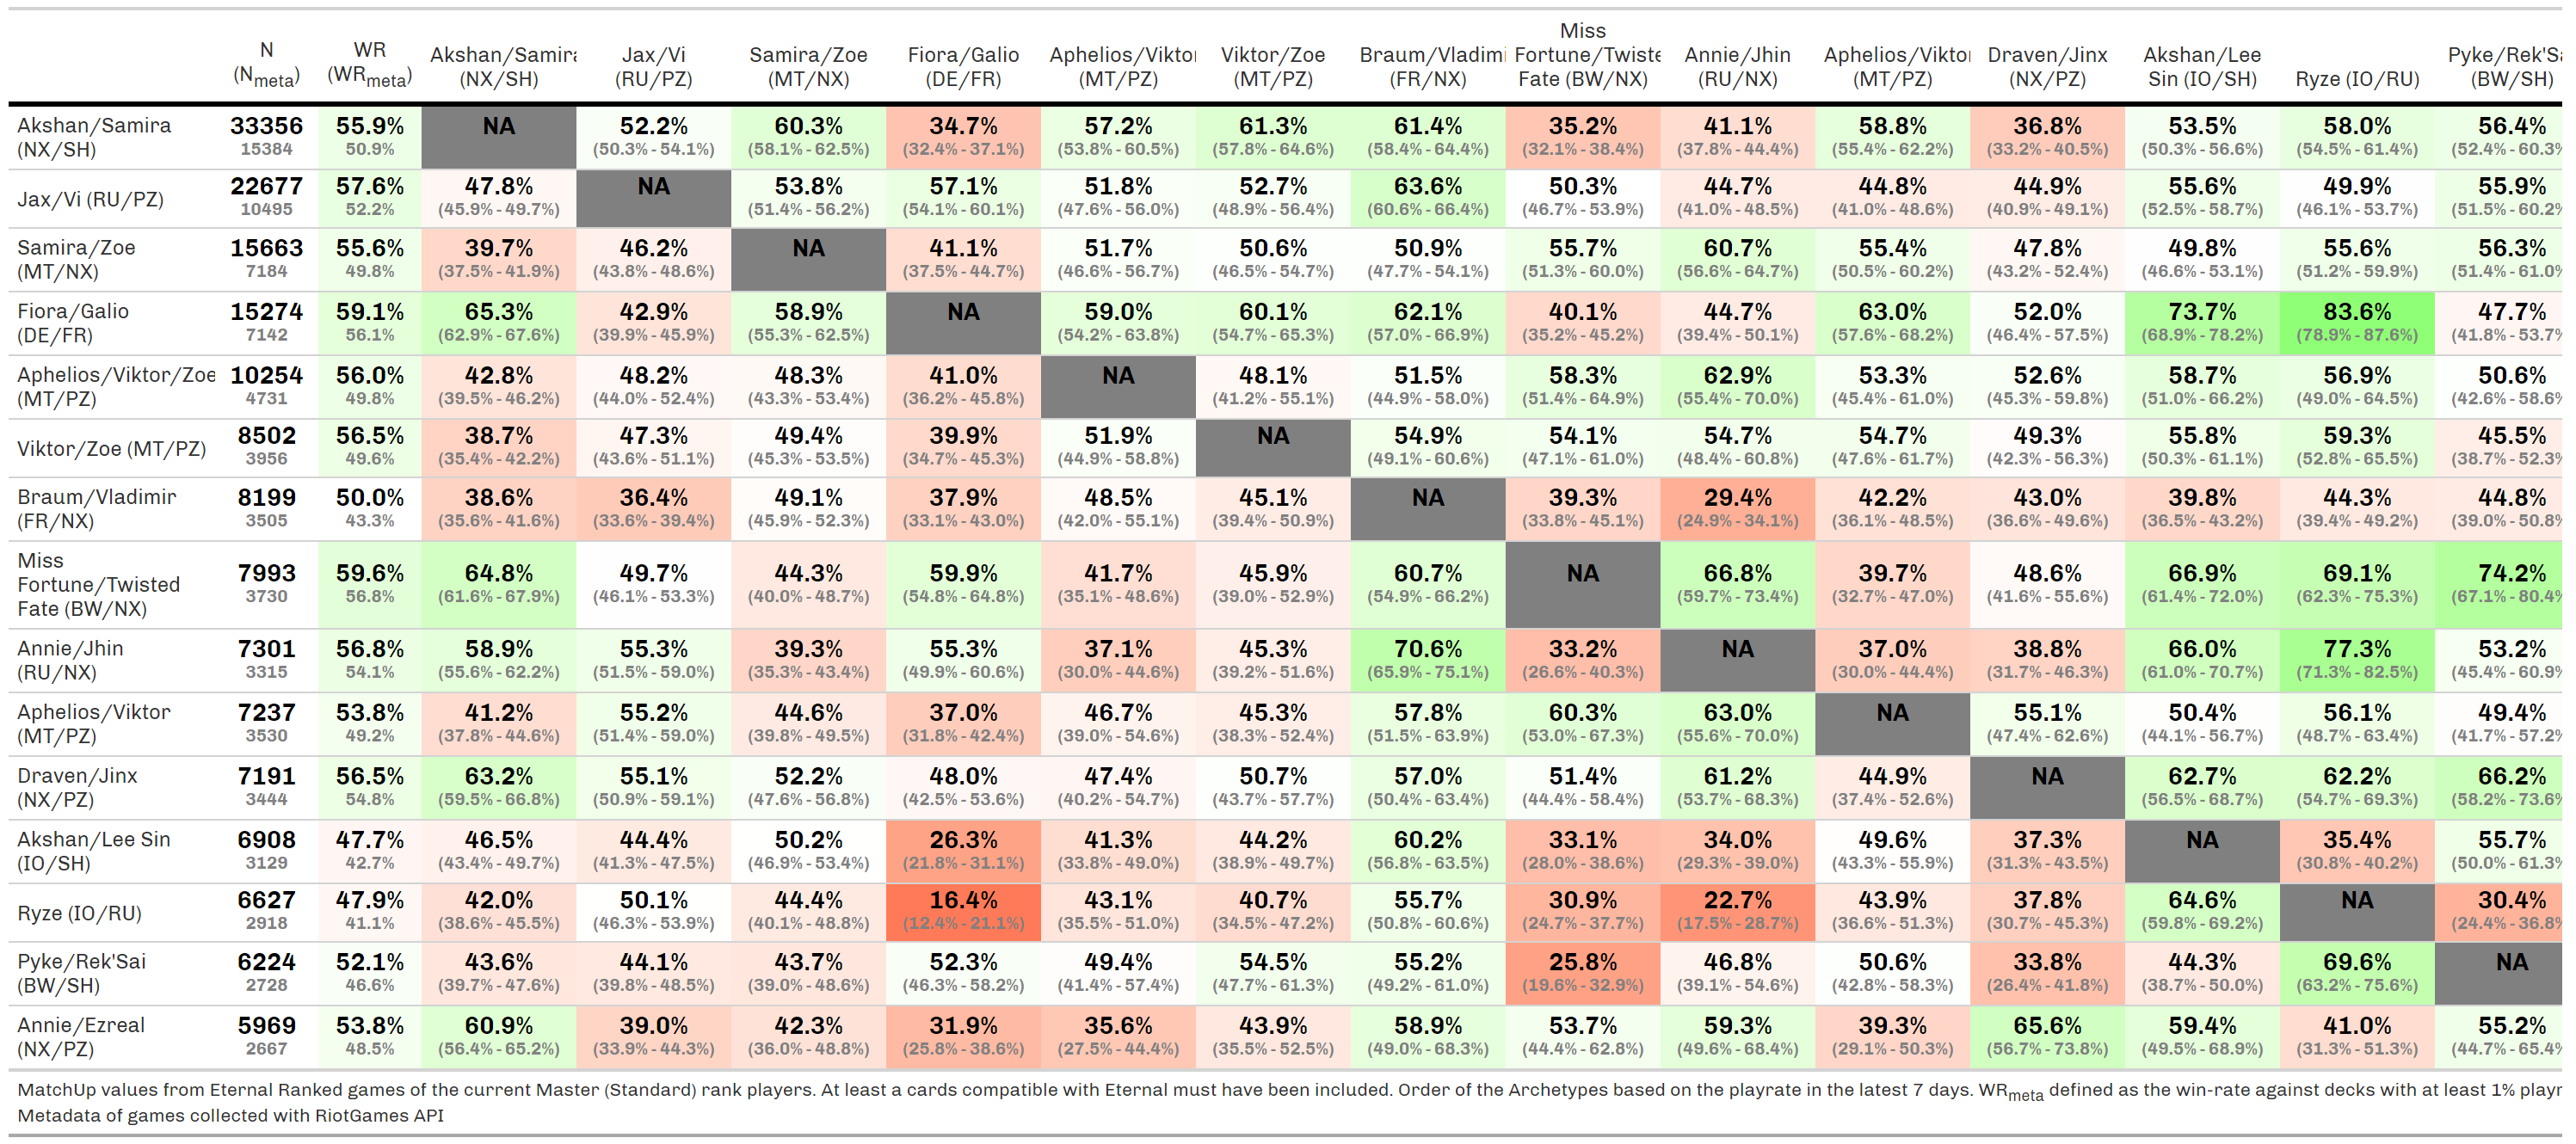 Miss
N WR Akshan/Samira Jax/Vi Samira/Zoe Fiora/Galio Aphelios/Viktor Viktor/Zoe Braum/Vladimi Fortune/Twiste Annie/Jhin Aphelios/Viktor Draven/Jinx Akshan/Lee Pyke/Rek'Sa
(Nmeta) (WRmeta) (NX/SH) (RU/PZ) (MT/NX) (DE/FR) (MT/PZ) (MT/PZ) (FR/NX) Fate (BW/NX) (RU/NX) (MT/PZ) (NX/PZ) Sin (IO/SH) Ryze (IO/RU) (BW/SH)
Akshan/Samira 33356 55.9% NA 52.2% 60.3% 34.7% 57.2% 61.3% 61.4% 35.2% 41.1% 58.8% 36.8% 53.5% 58.0% 56.4%
(NX/SH) 15384 50.9% (50.3% - 54.1%) (58.1% - 62.5%) (32.4% - 37.1%) (53.8% - 60.5%) (57.8% - 64.6%) (58.4% - 64.4%) (32.1% - 38.4%) (37.8% - 44.4%) (55.4% - 62.2%) (33.2% - 40.5%) (50.3% - 56.6%) (54.5% - 61.4%) (52.4% - 60.3%
Jax/Vi (RU/PZ) 22677 57.6% 47.8% NA 53.8% 57.1% 51.8% 52.7% 63.6% 50.3% 44.7% 44.8% 44.9% 55.6% 49.9% 55.9%
10495 52.2% (45.9% - 49.7%) (51.4% - 56.2%) (54.1% - 60.1%) (47.6% - 56.0%) (48.9% - 56.4%) (60.6% - 66.4%) (46.7% - 53.9%) (41.0% - 48.5%) (41.0% - 48.6%) (40.9% - 49.1%) (52.5% - 58.7%) (46.1% - 53.7%) (51.5% - 60.2%
Samira/Zoe 15663 55.6% 39.7% 46.2% NA 41.1% 51.7% 50.6% 50.9% 55.7% 60.7% 55.4% 47.8% 49.8% 55.6% 56.3%
(MT/NX) 7184 49.8% (37.5% - 41.9%) (43.8% - 48.6%) (37.5% - 44.7%) (46.6% - 56.7%) (46.5% - 54.7%) (47.7% - 54.1%) (51.3% - 60.0%) (56.6% - 64.7%) (50.5% - 60.2%) (43.2% - 52.4%) (46.6% - 53.1%) (51.2% - 59.9%) (51.4% - 61.0%
Fiora/Galio 15274 59.1% 65.3% 42.9% 58.9% NA 59.0% 60.1% 62.1% 40.1% 44.7% 63.0% 52.0% 73.7% 83.6% 47.7%
(DE/FR) 7142 56.1% (62.9% - 67.6%) (39.9% - 45.9%) (55.3% - 62.5%) (54.2% - 63.8%) (54.7% - 65.3%) (57.0% - 66.9%) (35.2% - 45.2%) (39.4% - 50.1%) (57.6% - 68.2%) (46.4% - 57.5%) (68.9% - 78.2%) (78.9% - 87.6%) (41.8% - 53.7%
Aphelios/Viktor/Zoe 10254 56.0% 42.8% 48.2% 48.3% 41.0% NA 48.1% 51.5% 58.3% 62.9% 53.3% 52.6% 58.7% 56.9% 50.6%
(MT/PZ) 4731 49.8% (39.5% - 46.2%) (44.0% - 52.4%) (43.3% - 53.4%) (36.2% - 45.8%) (41.2% - 55.1%) (44.9% - 58.0%) (51.4% - 64.9%) (55.4% - 70.0%) (45.4% - 61.0%) (45.3% - 59.8%) (51.0% - 66.2%) (49.0% - 64.5%) (42.6% - 58.6%
Viktor/Zoe (MT/PZ) 8502 56.5% 38.7% 47.3% 49.4% 39.9% 51.9% NA 54.9% 54.1% 54.7% 54.7% 49.3% 55.8% 59.3% 45.5%
3956 49.6% (35.4% - 42.2%) (43.6% - 51.1%) (45.3% - 53.5%) (34.7% - 45.3%) (44.9% - 58.8%) (49.1% - 60.6%) (47.1% - 61.0%) (48.4% - 60.8%) (47.6% - 61.7%) (42.3% - 56.3%) (50.3% - 61.1%) (52.8% - 65.5%) (38.7% - 52.3%
Braum/Vladimir 8199 50.0% 38.6% 36.4% 49.1% 37.9% 48.5% 45.1% NA 39.3% 29.4% 42.2% 43.0% 39.8% 44.3% 44.8%
(FR/NX) 3505 43.3% (35.6% - 41.6%) (33.6% - 39.4%) (45.9% - 52.3%) (33.1% - 43.0%) (42.0% - 55.1%) (39.4% - 50.9%) (33.8% - 45.1%) (24.9% - 34.1%) (36.1% - 48.5%) (36.6% - 49.6%) (36.5% - 43.2%) (39.4% - 49.2%) (39.0% - 50.8%
Miss
Fortune/Twisted 7993 59.6% 64.8% 49.7% 44.3% 59.9% 41.7% 45.9% 60.7% NA 66.8% 39.7% 48.6% 66.9% 69.1% 74.2%
Fate (BW/NX) 3730 56.8% (61.6% - 67.9%) (46.1% - 53.3%) (40.0% - 48.7%) (54.8% - 64.8%) (35.1% - 48.6%) (39.0% - 52.9%) (54.9% - 66.2%) (59.7% - 73.4%) (32.7% - 47.0%) (41.6% - 55.6%) (61.4% - 72.0%) (62.3% - 75.3%) (67.1% - 80.4%
Annie/Jhin 7301 56.8% 58.9% 55.3% 39.3% 55.3% 37.1% 45.3% 70.6% 33.2% NA 37.0% 38.8% 66.0% 77.3% 53.2%
(RU/NX) 3315 54.1% (55.6% - 62.2%) (51.5% - 59.0%) (35.3% - 43.4%) (49.9% - 60.6%) (30.0% - 44.6%) (39.2% - 51.6%) (65.9% - 75.1%) (26.6% - 40.3%) (30.0% - 44.4%) (31.7% - 46.3%) (61.0% - 70.7%) (71.3% - 82.5%) (45.4% - 60.9%
Aphelios/Viktor 7237 53.8% 41.2% 55.2% 44.6% 37.0% 46.7% 45.3% 57.8% 60.3% 63.0% NA 55.1% 50.4% 56.1% 49.4%
(MT/PZ) 3530 49.2% (37.8% - 44.6%) (51.4% - 59.0%) (39.8% - 49.5%) (31.8% - 42.4%) (39.0% - 54.6%) (38.3% - 52.4%) (51.5% - 63.9%) (53.0% - 67.3%) (55.6% - 70.0%) (47.4% - 62.6%) (44.1% - 56.7%) (48.7% - 63.4%) (41.7% - 57.2%
Draven/Jinx 7191 56.5% 63.2% 55.1% 52.2% 48.0% 47.4% 50.7% 57.0% 51.4% 61.2% 44.9% NA 62.7% 62.2% 66.2%
(NX/PZ) 3444 54.8% (59.5% - 66.8%) (50.9% - 59.1%) (47.6% - 56.8%) (42.5% - 53.6%) (40.2% - 54.7%) (43.7% - 57.7%) (50.4% - 63.4%) (44.4% - 58.4%) (53.7% - 68.3%) (37.4% - 52.6%) (56.5% - 68.7%) (54.7% - 69.3%) (58.2% - 73.6%
Akshan/Lee Sin 6908 47.7% 46.5% 44.4% 50.2% 26.3% 41.3% 44.2% 60.2% 33.1% 34.0% 49.6% 37.3% NA 35.4% 55.7%
(IO/SH) 3129 42.7% (43.4% - 49.7%) (41.3% - 47.5%) (46.9% - 53.4%) (21.8% - 31.1%) (33.8% - 49.0%) (38.9% - 49.7%) (56.8% - 63.5%) (28.0% - 38.6%) (29.3% - 39.0%) (43.3% - 55.9%) (31.3% - 43.5%) (30.8% - 40.2%) (50.0% - 61.3%
Ryze (IO/RU) 6627 47.9% 42.0% 50.1% 44.4% 16.4% 43.1% 40.7% 55.7% 30.9% 22.7% 43.9% 37.8% 64.6% NA 30.4%
2918 41.1% (38.6% - 45.5%) (46.3% - 53.9%) (40.1% - 48.8%) (12.4% - 21.1%) (35.5% - 51.0%) (34.5% - 47.2%) (50.8% - 60.6%) (24.7% - 37.7%) (17.5% - 28.7%) (36.6% - 51.3%) (30.7% - 45.3%) (59.8% - 69.2%) (24.4% - 36.8%
Pyke/Rek'Sai 6224 52.1% 43.6% 44.1% 43.7% 52.3% 49.4% 54.5% 55.2% 25.8% 46.8% 50.6% 33.8% 44.3% 69.6% NA
(BW/SH) 2728 46.6% (39.7% - 47.6%) (39.8% - 48.5%) (39.0% - 48.6%) (46.3% - 58.2%) (41.4% - 57.4%) (47.7% - 61.3%) (49.2% - 61.0%) (19.6% - 32.9%) (39.1% - 54.6%) (42.8% - 58.3%) (26.4% - 41.8%) (38.7% - 50.0%) (63.2% - 75.6%)
Annie/Ezreal 5969 53.8% 60.9% 39.0% 42.3% 31.9% 35.6% 43.9% 58.9% 53.7% 59.3% 39.3% 65.6% 59.4% 41.0% 55.2%
(NX/PZ) 2667 48.5% (56.4% - 65.2%) (33.9% - 44.3%) (36.0% - 48.8%) (25.8% - 38.6%) (27.5% - 44.4%) (35.5% - 52.5%) (49.0% - 68.3%) (44.4% - 62.8%) (49.6% - 68.4%) (29.1% - 50.3%) (56.7% - 73.8%) (49.5% - 68.9%) (31.3% - 51.3%) (44.7% - 65.4%
MatchUp values from Eternal Ranked games of the current Master (Standard) rank players. At least a cards compatible with Eternal must have been included. Order of the Archetypes based on the playrate in the latest 7 days. WRmeta defined as the win-rate against decks with at least 1% playr
Metadata of games collected with RiotGames API